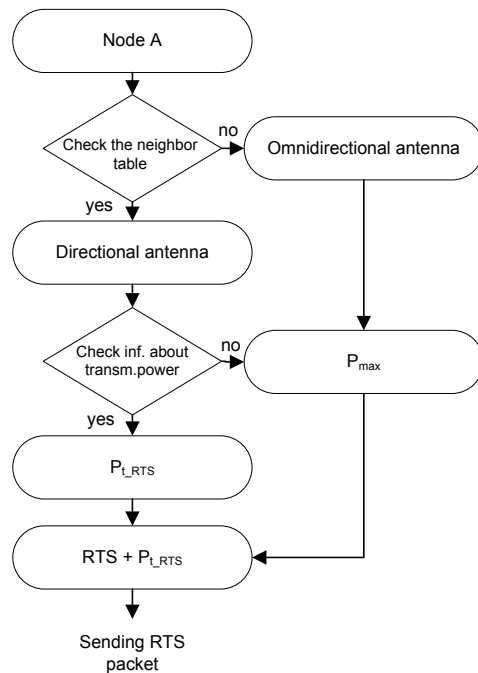 Node A
Check the neighbor
table
no
Omnidirectional antenna
yes
Directional antenna
Check inf. about
transm.power
no
Pmax
yes
Pt_RTS
RTS + Pt_RTS
Sending RTS
packet